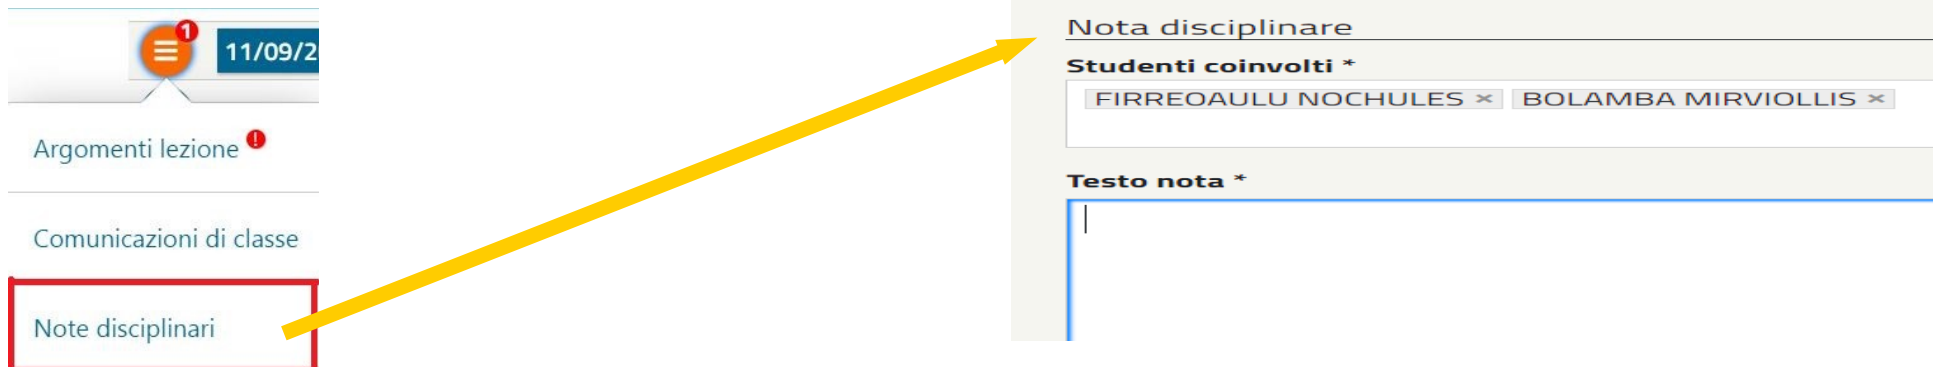 1
11/09/2
Argomenti lezione !
Comunicazioni di classe
Note disciplinari
Nota disciplinare
Studenti coinvolti *
FIRREOAULU NOCHULES × BOLAMBA MIRVIOLLIS ×
Testo nota *